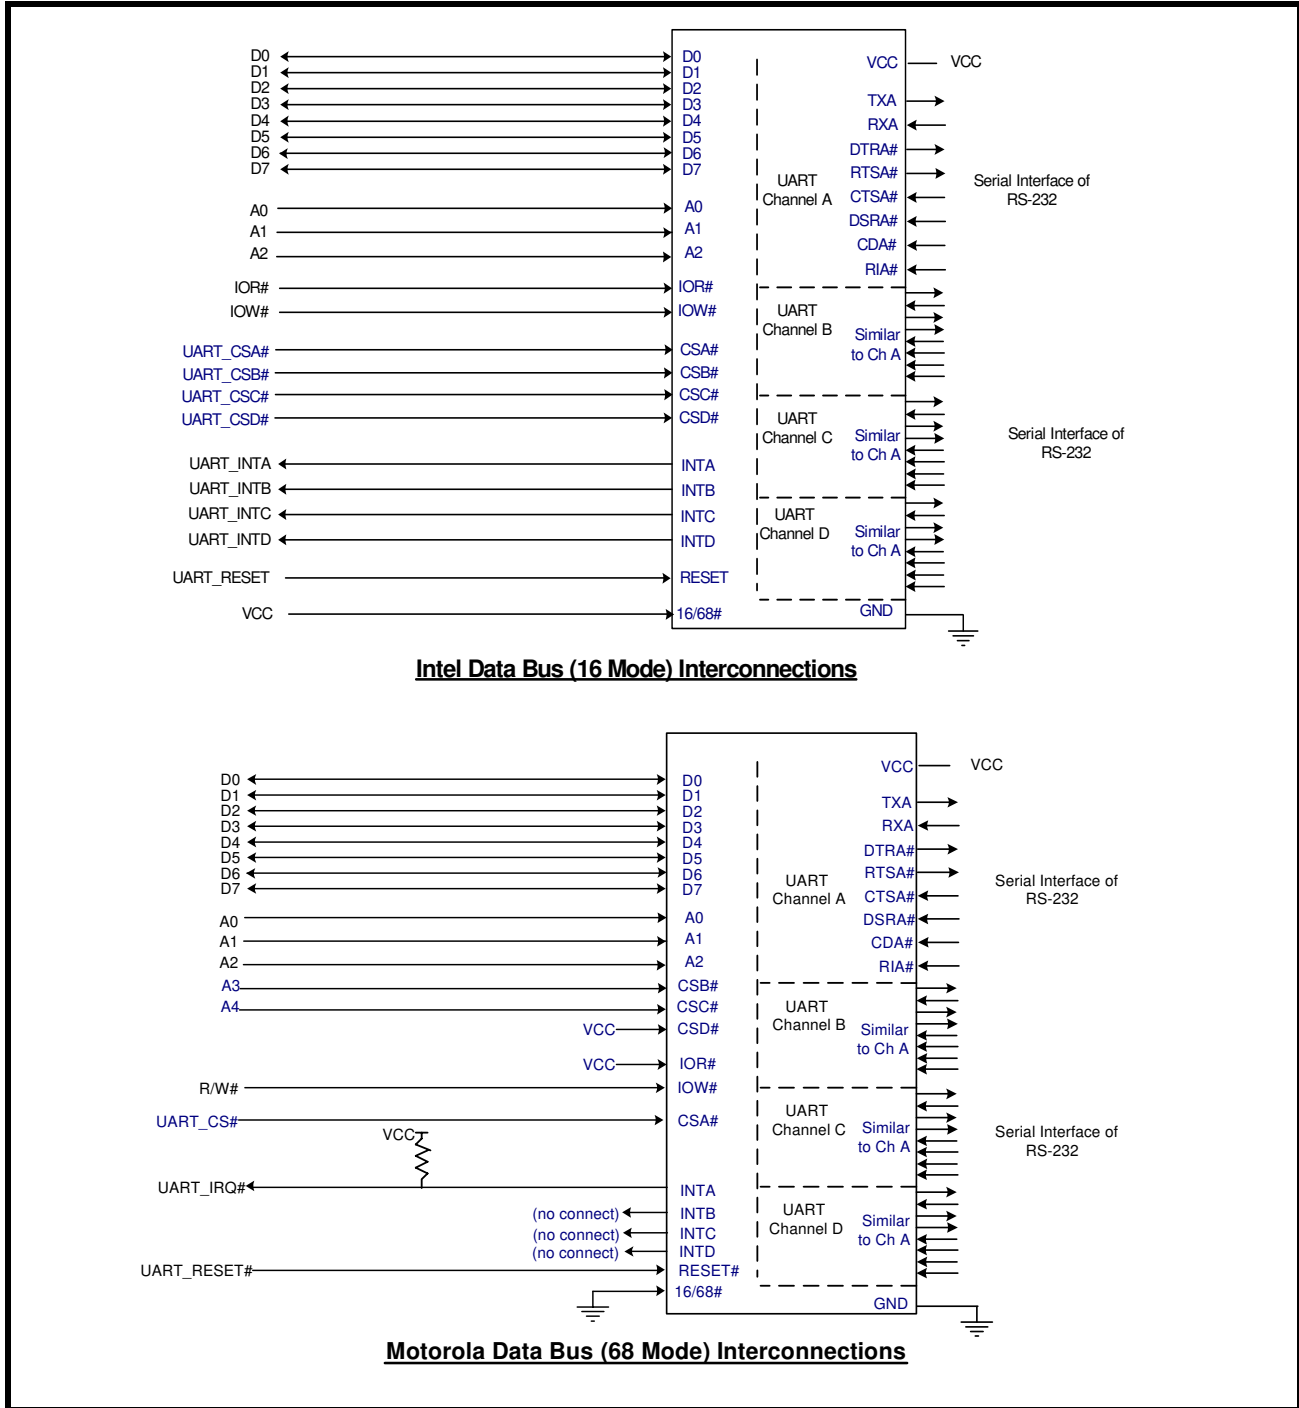 D0 D0 VCC VCC
D1 D1
D2 D2
D3 D3 TXA
D4 D4 RXA
D5 D5
D6 D6 DTRA#
D7 D7 RTSA#
UART
Channel A
Serial Interface of
RS-232
CTSA#
A0 A0
DSRA#
A1 A1
CDA#
A2 A2
RIA#
IOR# IOR#
IOW# IOW#
UART
Channel B
Similar
to Ch A
UART_CSA# CSA#
UART_CSB# CSB#
UART_CSC# CSC#
UART_CSD# CSD#
UART
Channel C
Similar
to Ch A
Serial Interface of
RS-232
UART_INTA INTA
UART_INTB INTB
UART_INTC INTC
UART_INTD INTD
UART
Channel D
Similar
to Ch A
UART_RESET RESET
VCC 16/68# GND
Intel Data Bus (16 Mode) Interconnections
VCC VCC
D0 D0
D1 D1
D2 D2 TXA
D3 D3 RXA
D4 D4
D5 D5 DTRA#
D6 D6 RTSA#
D7 D7
UART
Channel A
Serial Interface of
RS-232
CTSA#
A0 A0 DSRA#
A1 A1 CDA#
A2 A2 RIA#
A3 CSB#
A4 CSC#
VCC CSD#
UART
Channel B
Similar
to Ch A
VCC IOR#
R/W# IOW#
UART_CS# CSA#
UART
Channel C
Similar
to Ch A
Serial Interface of
RS-232
VCC
UART_IRQ# INTA
(no connect) INTB
(no connect) INTC
(no connect) INTD
UART
Channel D
Similar
to Ch A
UART_RESET# RESET#
16/68#
GND
Motorola Data Bus (68 Mode) Interconnections